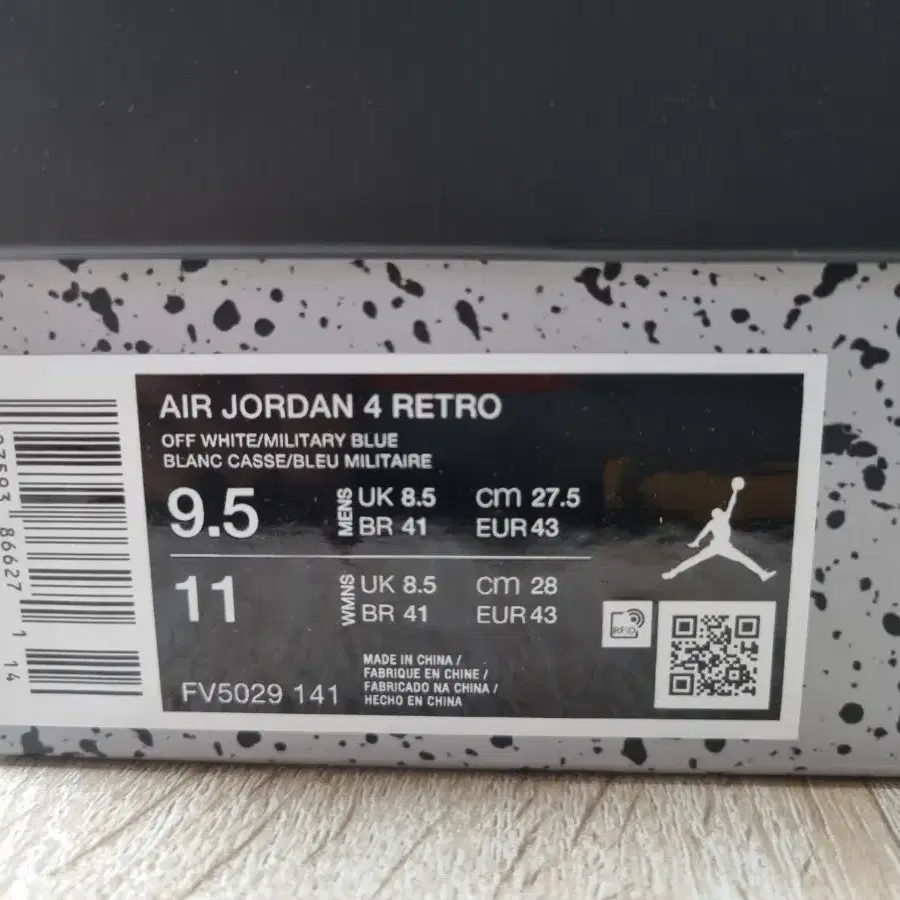 AIR JORDAN 4 RETRO
OFF WHITE/MILITARY BLUE
BLANC CASSE/BLEU MILITAIRE
9.5
MENS
UK 8.5
cm 27.5
BR 41
EUR 43
11
WMNS
UK 8.5
cm 28
BR 41
EUR 43
FV5029 141
MADE IN CHINA /
FABRIQUE EN CHINE /
FABRICADO NA CHINA /
HECHO EN CHINA
RFID
86627 1 14